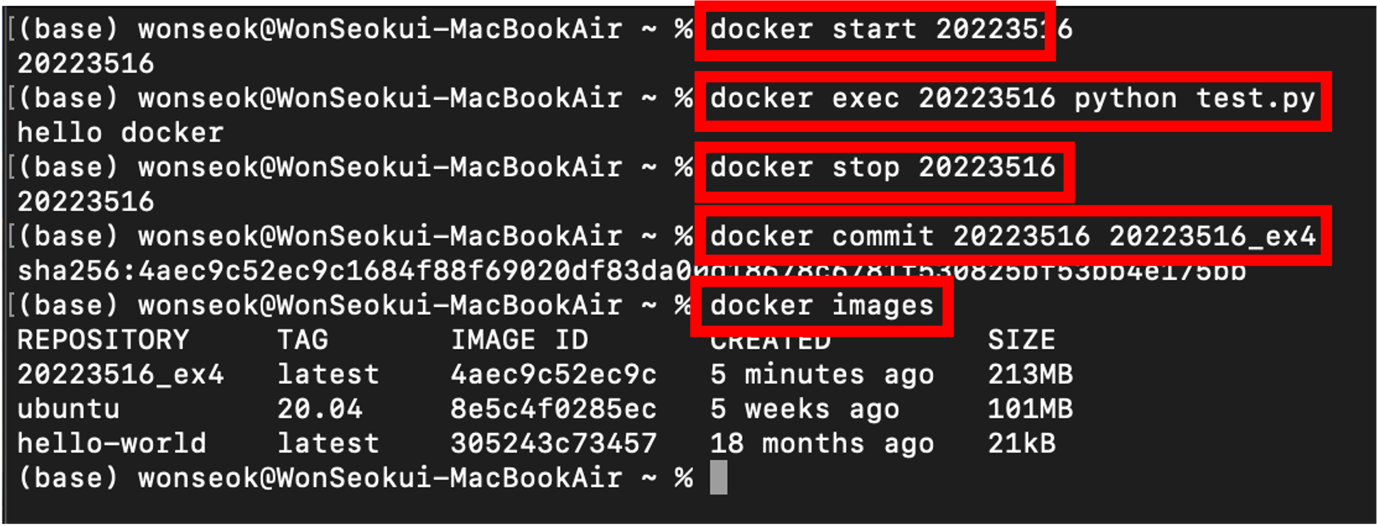 [(base) wonseok@WonSeokui-MacBookAir ~ % docker start 20223516
20223516
[(base) wonseok@WonSeokui-MacBookAir ~ % docker exec 20223516 python test.py
hello docker
[(base) wonseok@WonSeokui-MacBookAir ~ % docker stop 20223516
20223516
[(base) wonseok@WonSeokui-MacBookAir ~ % docker commit 20223516 20223516_ex4
[(base) wonseok@WonSeokui-MacBookAir ~ % docker images
REPOSITORY TAG IMAGE ID CREATED SIZE
20223516_ex4 latest 4aec9c52ec9c 5 minutes ago 213MB
ubuntu 20.04 8e5c4f0285ec 5 weeks ago 101MB
hello-world latest 305243c73457 18 months ago 21kB
(base) wonseok@WonSeokui-MacBookAir ~ %